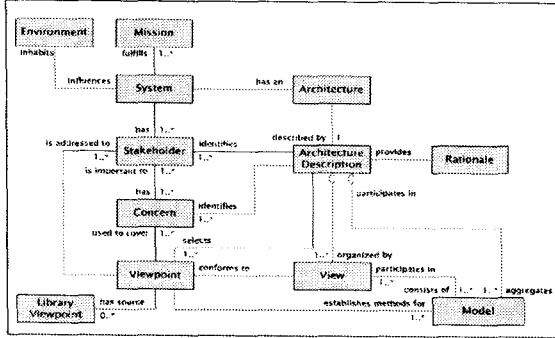 Environment
Mission
inhabits
fulfills 1..*
influences
System
has an
Architecture
has 1..*
described by 1
is addressed to
1..*
Stakeholder
identifies
1..*
Architecture
Description
provides
Rationale
is important to 1..*
has 1..*
participates in
Concern
identifies
1..*
used to cover 1..*
selects
1..*
1..*
organized by
Viewpoint
conforms to
View
participates in
1..*
consists of 1..* 1..* aggregates
Library
Viewpoint
has source
0..*
establishes methods for
1..*
Model